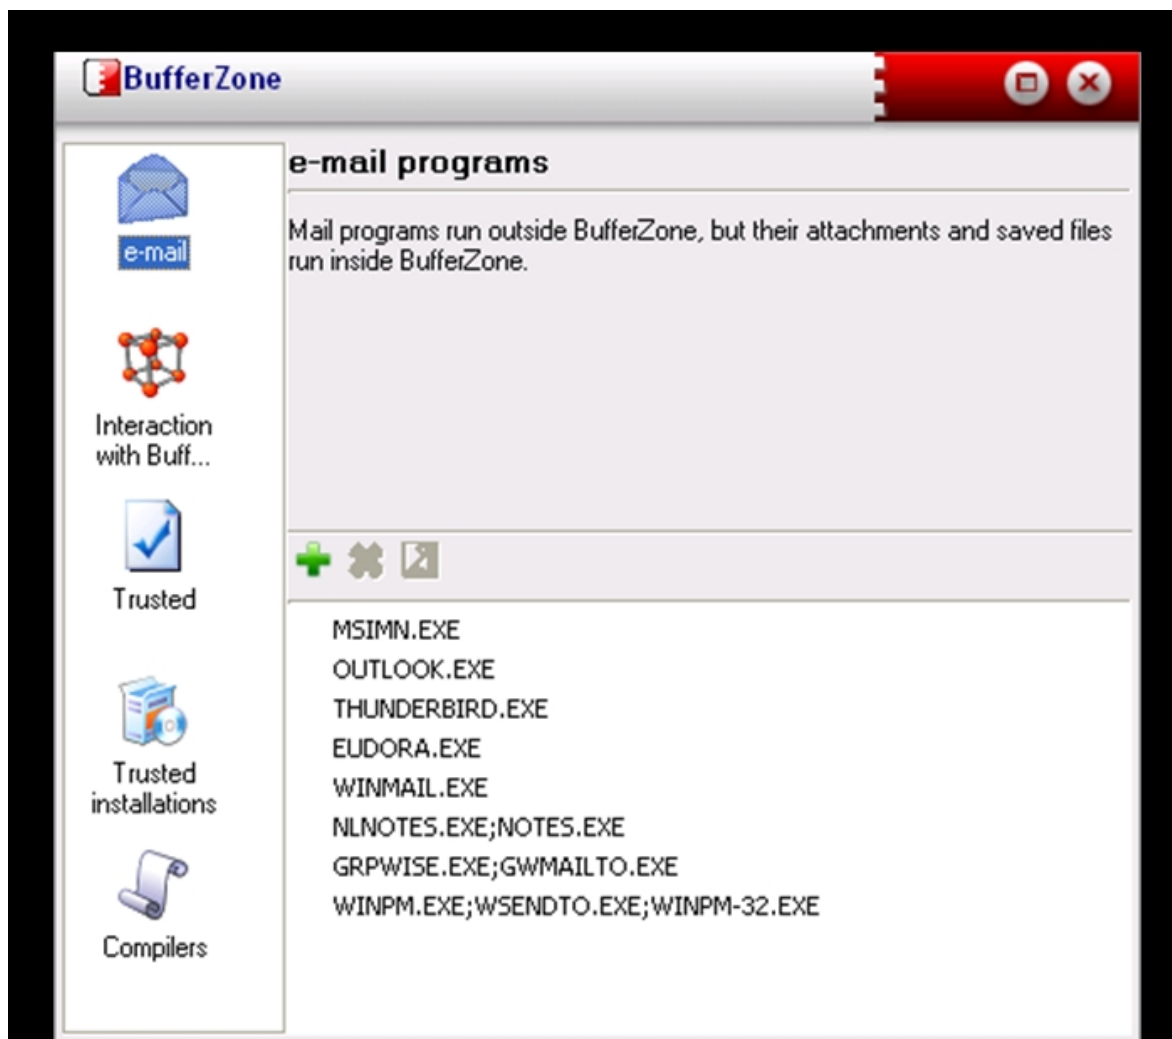 BufferZone
e-mail programs
Mail programs run outside BufferZone, but their attachments and saved files
run inside BufferZone.
e-mail
Interaction
with Buff...
Trusted
Trusted
installations
Compilers
MSIMN.EXE
OUTLOOK.EXE
THUNDERBIRD.EXE
EUDORA.EXE
WINMAIL.EXE
NLNOTES.EXE;NOTES.EXE
GRPWISE.EXE;GWMAILTO.EXE
WINPM.EXE;WSENDTO.EXE;WINPM-32.EXE